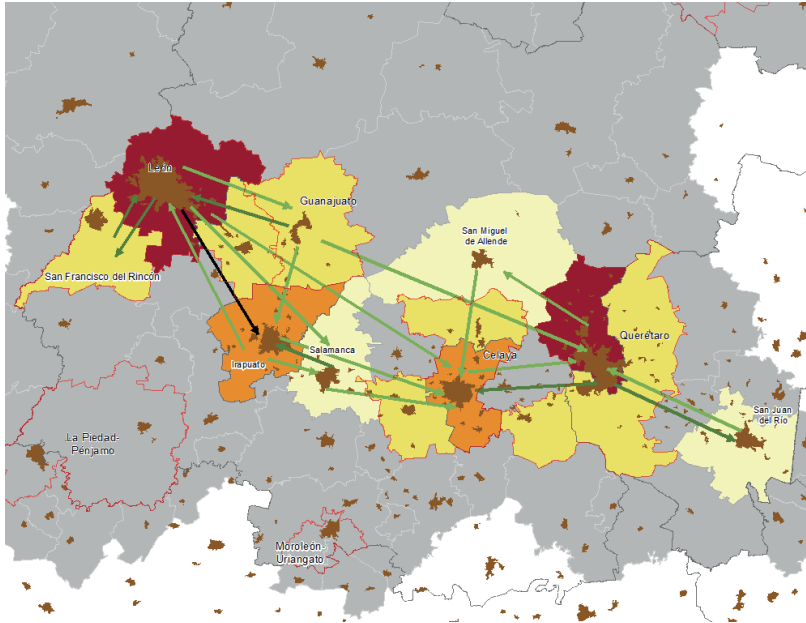 León
Guanajuato
San Miguel
de Allende
San Francisco del Rincón
Querétaro
Salamanca
Celaya
Irapuato
San Juan
del Río
La Piedad-
Pénjamo
Moroleón-
Uriangato